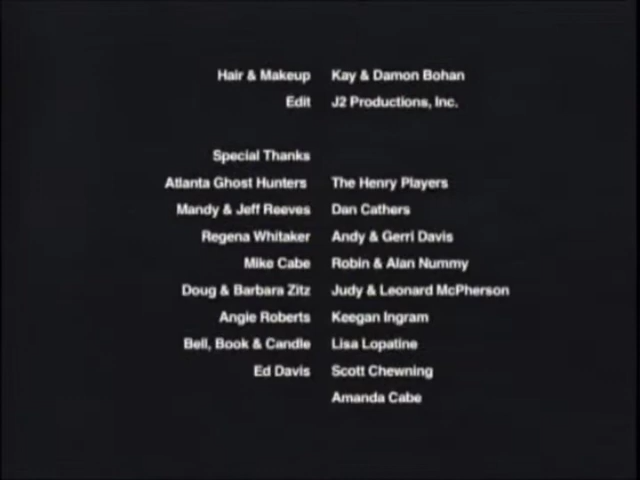 Hair & Makeup Kay & Damon Bohan
Edit J2 Productions, Inc.
Special Thanks
Atlanta Ghost Hunters The Henry Players
Mandy & Jeff Reeves Dan Cathers
Regena Whitaker Andy & Gerri Davis
Mike Cabe Robin & Alan Nummy
Doug & Barbara Zitz Judy & Leonard McPherson
Angie Roberts Keegan Ingram
Bell, Book & Candle Lisa Lopatine
Ed Davis Scott Chewning
Amanda Cabe